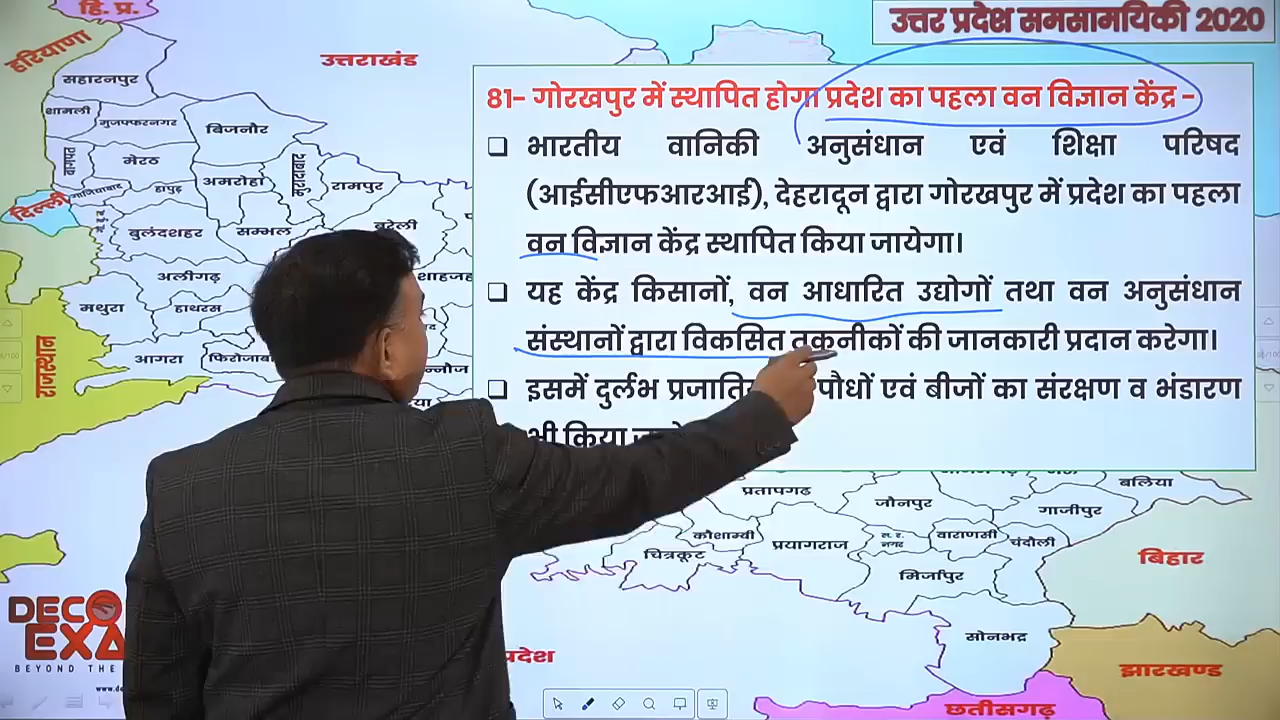 हि. प्र.
हरियाणा
उत्तराखंड
उत्तर प्रदेश समसामयिकी 2020
सहारनपुर
शामली
मुजफ्फरनगर
बिजनौर
बागपत
मेरठ
गाजियाबाद
हापुड़
अमरोहा
मुरादाबाद
रामपुर
दिल्ली
बुलंदशहर
सम्भल
बरेली
अलीगढ़
शाहजह
मथुरा
हाथरस
राजस्थान
आगरा
फिरोजाबा
न्नौज
81- गोरखपुर में स्थापित होगा प्रदेश का पहला वन विज्ञान केंद्र -
भारतीय वानिकी अनुसंधान एवं शिक्षा परिषद
(आईसीएफआरआई), देहरादून द्वारा गोरखपुर में प्रदेश का पहला
वन विज्ञान केंद्र स्थापित किया जायेगा।
यह केंद्र किसानों, वन आधारित उद्योगों तथा वन अनुसंधान
संस्थानों द्वारा विकसित तकनीकों की जानकारी प्रदान करेगा।
इसमें दुर्लभ पौधों एवं बीजों का संरक्षण व भंडारण
भी किया
प्रतापगढ़
जौनपुर
बलिया
गाजीपुर
कौशाम्बी
प्रयागराज
स. र. नगर
वाराणसी
चंदौली
चित्रकूट
मिर्जापुर
बिहार
सोनभद्र
प्रदेश
झारखण्ड
छतीसगढ़
DECO
EXA
BEYOND THE